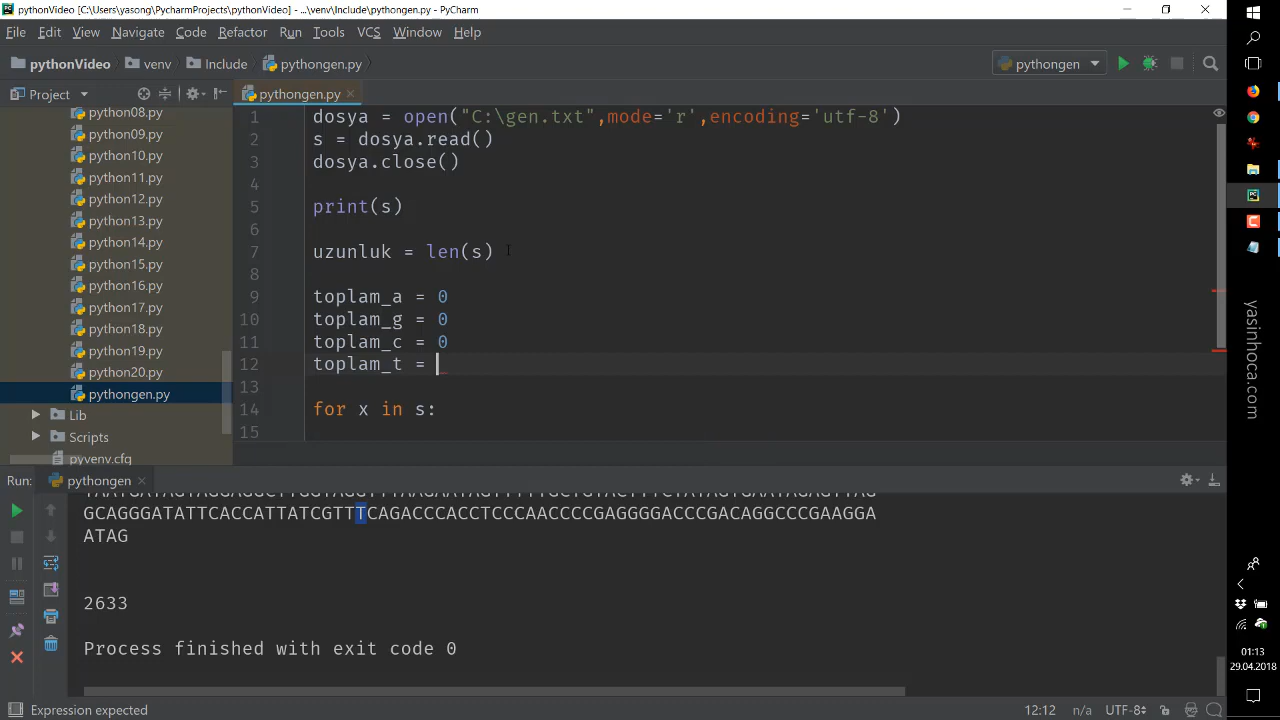 pythonVideo [C:\Users\yasong\PycharmProjects\pythonVideo] - ...\venv\Include\pythongen.py - PyCharm
File Edit View Navigate Code Refactor Run Tools VCS Window Help
pythonVideo venv Include pythongen.py pythongen
Project pythongen.py
python08.py
python09.py
python10.py
python11.py
python12.py
python13.py
python14.py
python15.py
python16.py
python17.py
python18.py
python19.py
python20.py
pythongen.py
Lib
Scripts
pyvenv.cfg
1 dosya = open("C:\gen.txt",mode='r',encoding='utf-8')
2 s = dosya.read()
3 dosya.close()
4
5 print(s)
6
7 uzunluk = len(s)
8
9 toplam_a = 0
10 toplam_g = 0
11 toplam_c = 0
12 toplam_t =
13
14 for x in s:
15
yasinhoca_com
Run: pythongen
GCAGGGATATTCACCATTATCGTTTCAGACCCACCTCCCAACCCCGAGGGGACCCGACAGGCCCGAAGGA
ATAG
2633
Process finished with exit code 0
Expression expected 12:12 n/a UTF-8
01:13
29.04.2018